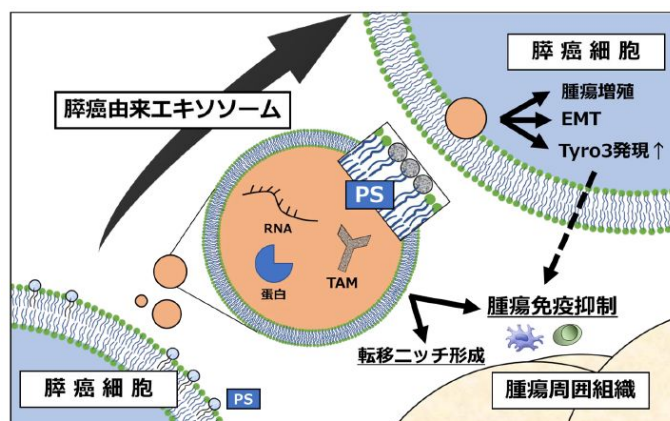 膵癌細胞
膵癌由来エキソソーム
腫瘍増殖
EMT
Tyro3発現↑
PS
RNA
蛋白
TAM
腫瘍免疫抑制
転移ニッチ形成
膵癌細胞
PS
腫瘍周囲組織